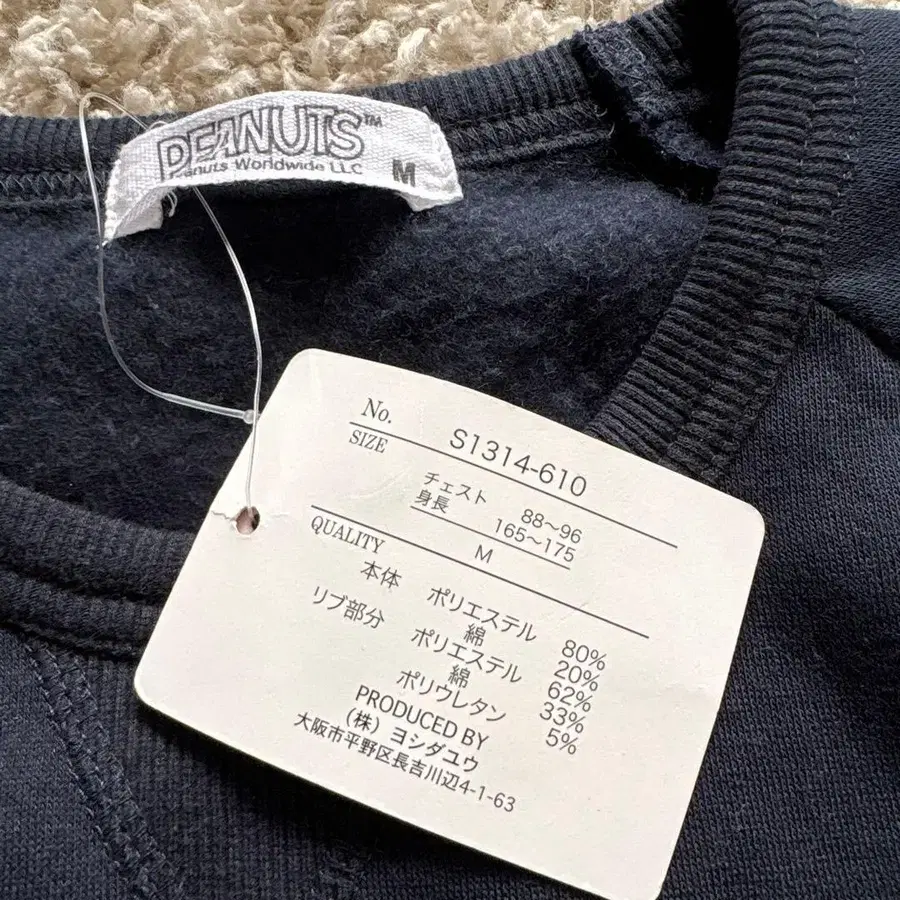 PEANUTS™
Peanuts Worldwide LLC
M
No. S1314-610
SIZE
チェスト 88～96
身長 165～175
M
QUALITY
本体 ポリエステル 80%
綿 20%
リブ部分 ポリエステル 62%
綿 33%
ポリウレタン 5%
PRODUCED BY
(株) ヨシダユウ
大阪市平野区長吉川辺4-1-63